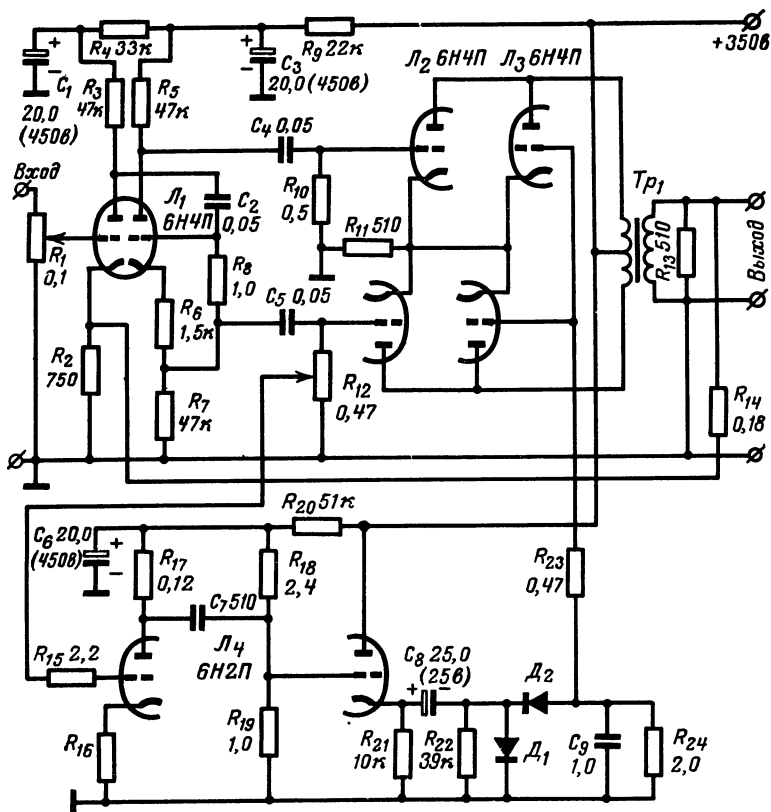 R4 33к
R9 22к
+350в
C1
20,0
(450в)
R3
47к
R5
47к
C3
20,0 (450в)
Л2 6Н4П
Л3 6Н4П
C4 0,05
Вход
Л1
6Н4П
C2
0,05
R10
0,5
R11 510
Тр1
R13 510
Выход
R1
0,1
R8
1,0
C5 0,05
R6
1,5к
R2
750
R7
47к
R12
0,47
R14
0,18
R20 51к
C6 20,0
(450в)
R17
0,12
R18
2,4
R23
0,47
C7 510
Л4
6Н2П
R15 2,2
C8 25,0
(25в)
Д2
R16
R19
1,0
R21
10к
R22
39к
Д1
C9
1,0
R24
2,0